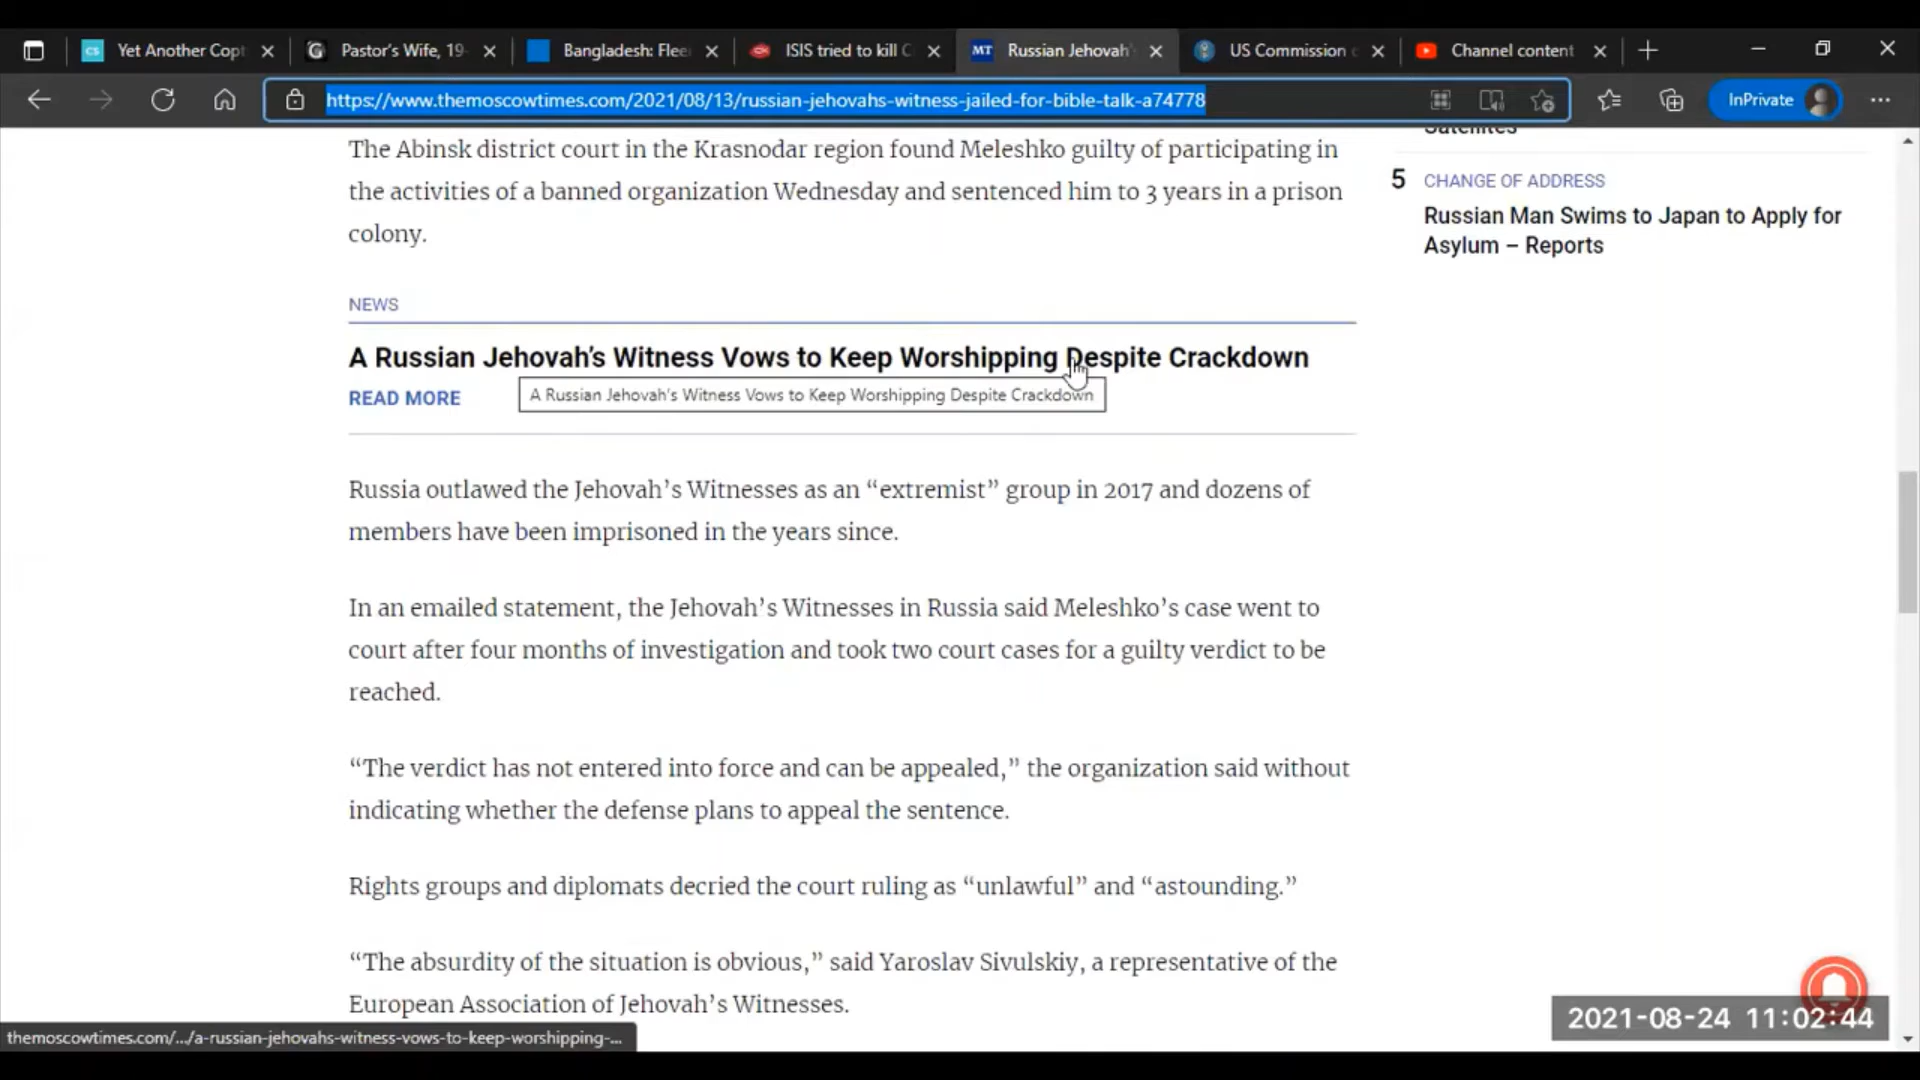 Yet Another Copt
Pastor's Wife, 19
Bangladesh: Flee
ISIS tried to kill C
MT Russian Jehovah'
US Commission
Channel content
https://www.themoscowtimes.com/2021/08/13/russian-jehovahs-witness-jailed-for-bible-talk-a74778
InPrivate
The Abinsk district court in the Krasnodar region found Meleshko guilty of participating in
the activities of a banned organization Wednesday and sentenced him to 3 years in a prison
colony.
NEWS
A Russian Jehovah's Witness Vows to Keep Worshipping Despite Crackdown
READ MORE
A Russian Jehovah's Witness Vows to Keep Worshipping Despite Crackdown
Russia outlawed the Jehovah's Witnesses as an “extremist” group in 2017 and dozens of
members have been imprisoned in the years since.
In an emailed statement, the Jehovah's Witnesses in Russia said Meleshko's case went to
court after four months of investigation and took two court cases for a guilty verdict to be
reached.
“The verdict has not entered into force and can be appealed,” the organization said without
indicating whether the defense plans to appeal the sentence.
Rights groups and diplomats decried the court ruling as “unlawful” and “astounding.”
“The absurdity of the situation is obvious,” said Yaroslav Sivulskiy, a representative of the
European Association of Jehovah's Witnesses.
Satellites
5 CHANGE OF ADDRESS
Russian Man Swims to Japan to Apply for
Asylum – Reports
themoscowtimes.com/.../a-russian-jehovahs-witness-vows-to-keep-worshipping-...
2021-08-24 11:02:44